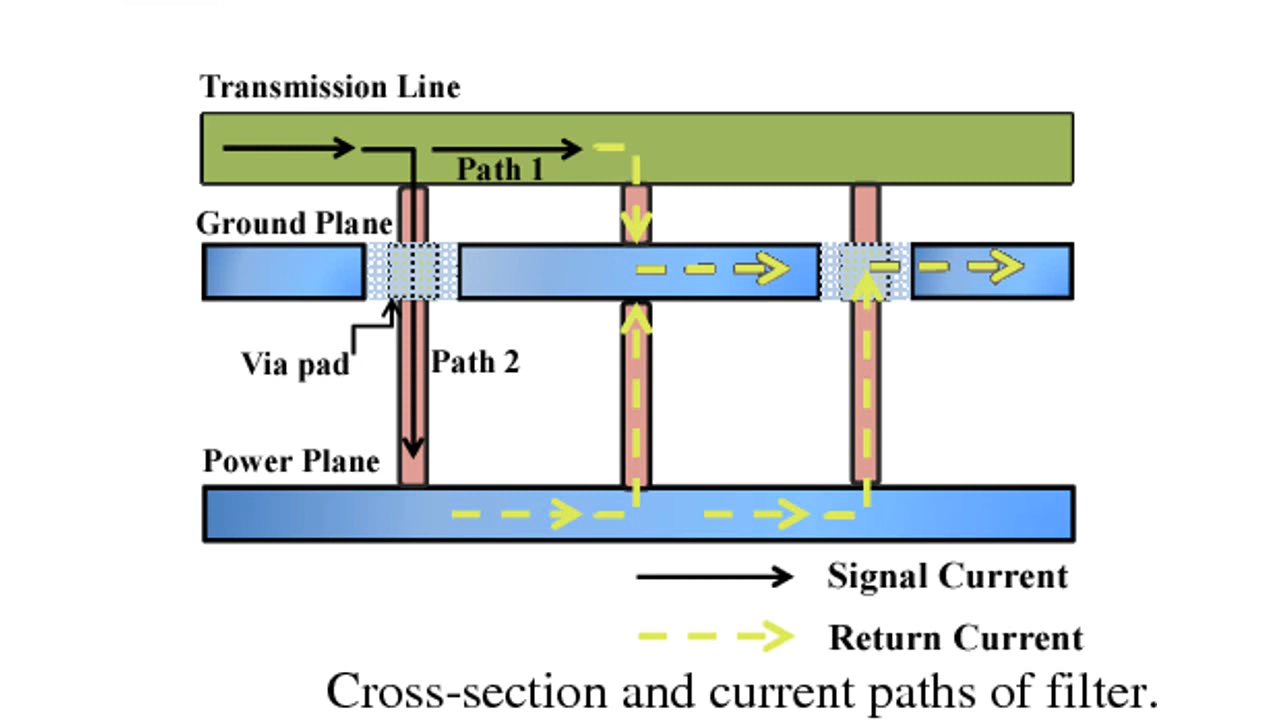 Transmission Line
Path 1
Ground Plane
Via pad
Path 2
Power Plane
Signal Current
Return Current
Cross-section and current paths of filter.